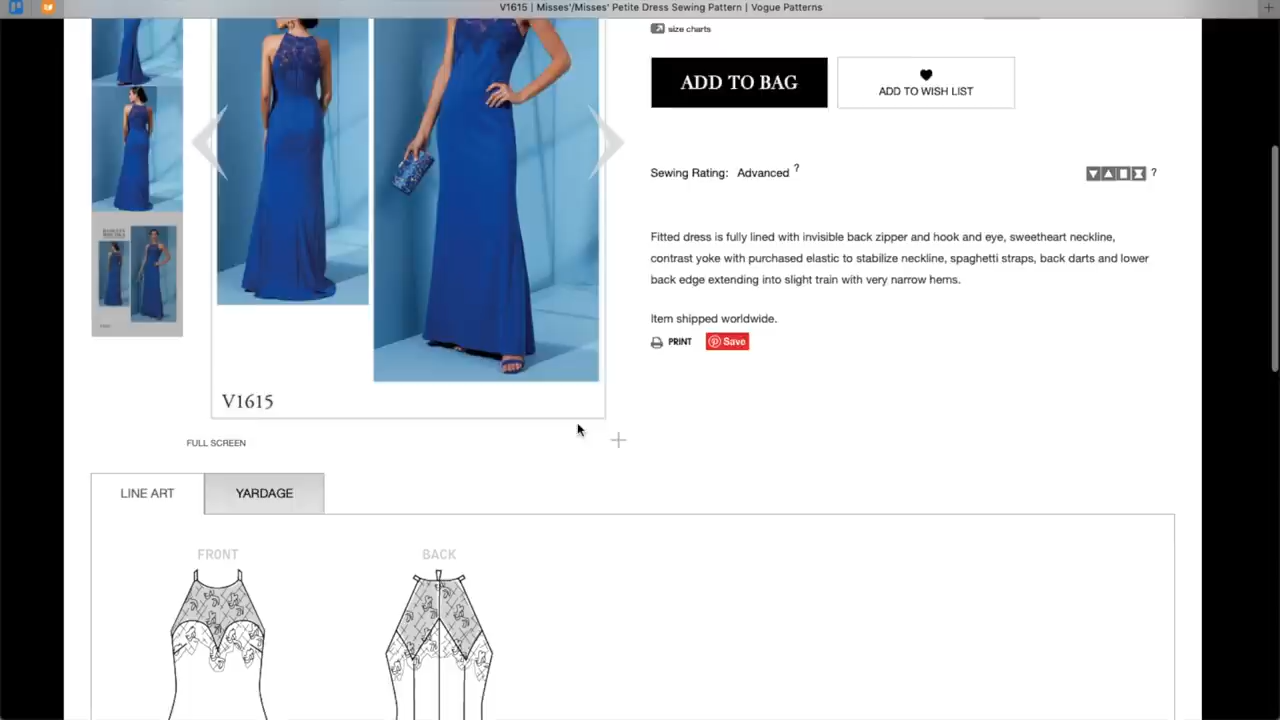 V1615 | Misses'/Misses' Petite Dress Sewing Pattern | Vogue Patterns
size charts
ADD TO BAG
ADD TO WISH LIST
Sewing Rating: Advanced ?
?
Fitted dress is fully lined with invisible back zipper and hook and eye, sweetheart neckline,
contrast yoke with purchased elastic to stabilize neckline, spaghetti straps, back darts and lower
back edge extending into slight train with very narrow hems.
Item shipped worldwide.
PRINT
Save
V1615
FULL SCREEN
LINE ART
YARDAGE
FRONT
BACK